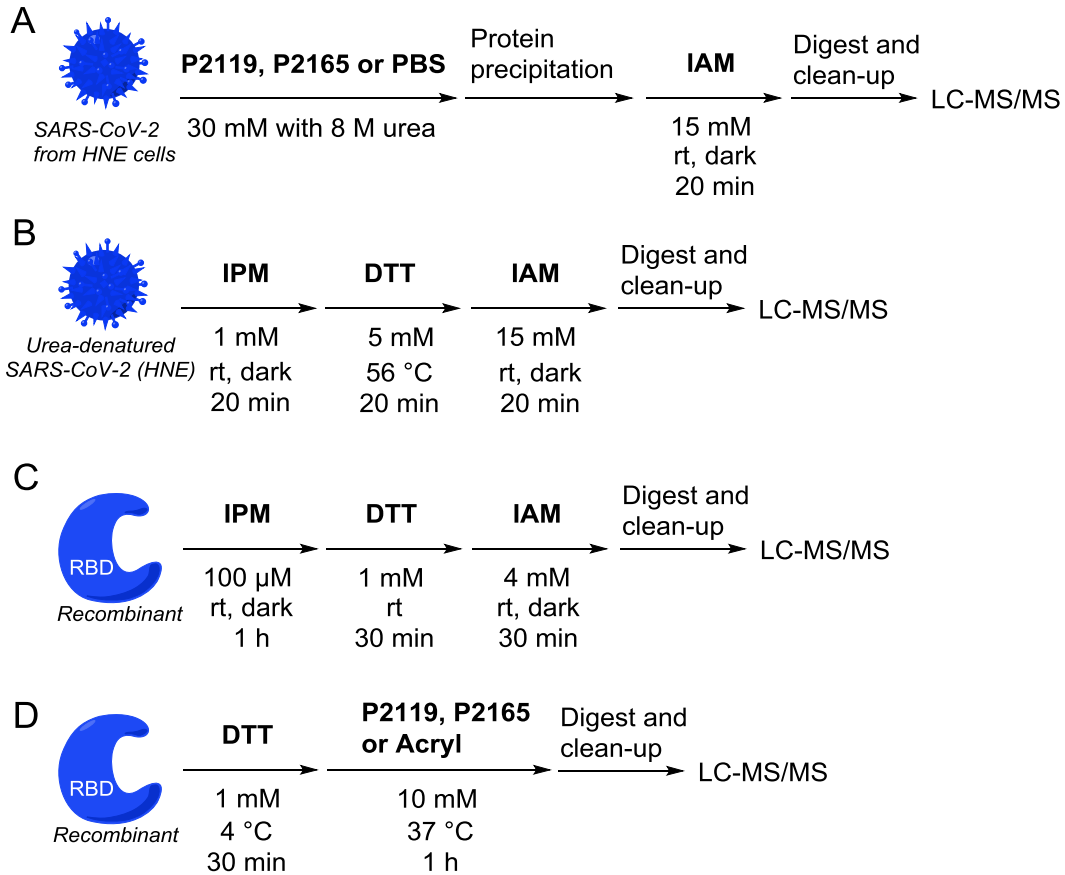 A
SARS-CoV-2
from HNE cells
P2119, P2165 or PBS
30 mM with 8 M urea
Protein
precipitation
IAM
15 mM
rt, dark
20 min
Digest and
clean-up
LC-MS/MS
B
Urea-denatured
SARS-CoV-2 (HNE)
IPM
1 mM
rt, dark
20 min
DTT
5 mM
56 °C
20 min
IAM
15 mM
rt, dark
20 min
Digest and
clean-up
LC-MS/MS
C
RBD
Recombinant
IPM
100 µM
rt, dark
1 h
DTT
1 mM
rt
30 min
IAM
4 mM
rt, dark
30 min
Digest and
clean-up
LC-MS/MS
D
RBD
Recombinant
DTT
1 mM
4 °C
30 min
P2119, P2165
or Acryl
10 mM
37 °C
1 h
Digest and
clean-up
LC-MS/MS